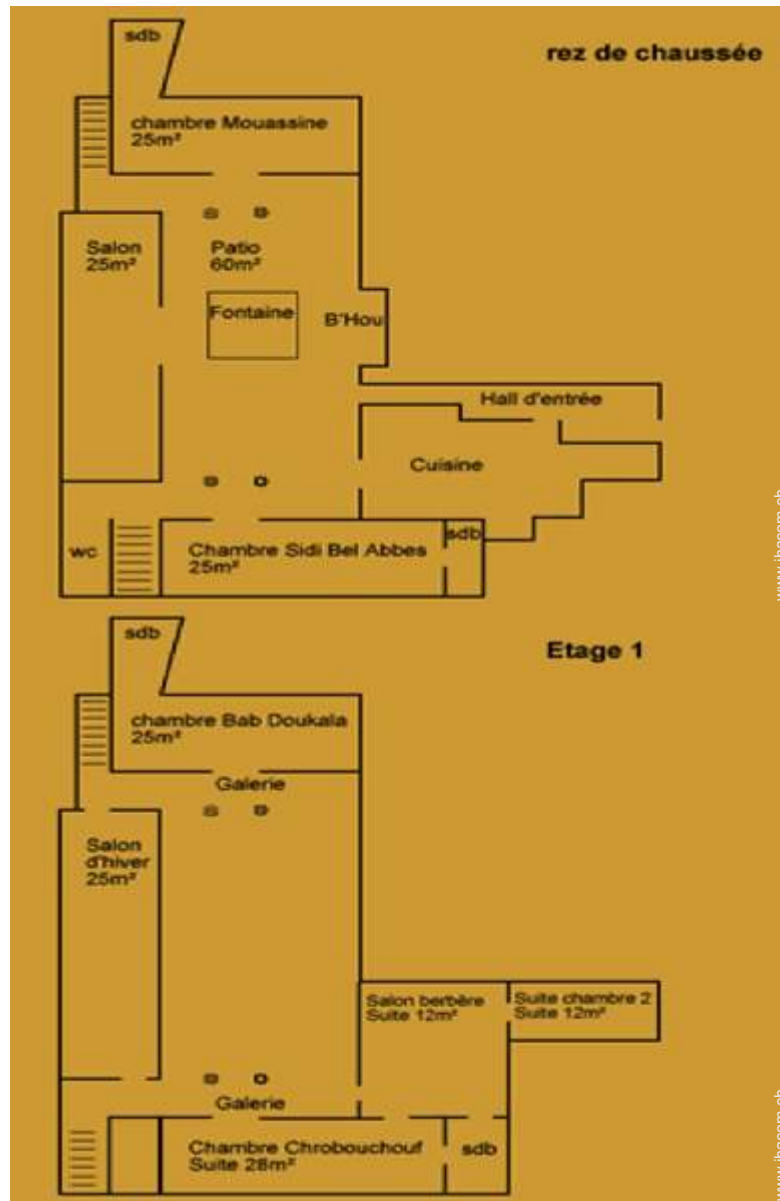 sdb
rez de chaussée
chambre Mouassine
25m²
Salon
25m²
Patio
60m²
Fontaine
B'Hou
Hall d'entrée
Cuisine
wc
Chambre Sidi Bel Abbes
25m²
sdb
sdb
Etage 1
chambre Bab Doukala
25m²
Galerie
Salon
d'hiver
25m²
Salon berbère
Suite 12m²
Suite chambre 2
Suite 12m²
Galerie
Chambre Chrobouchouf
Suite 28m²
sdb